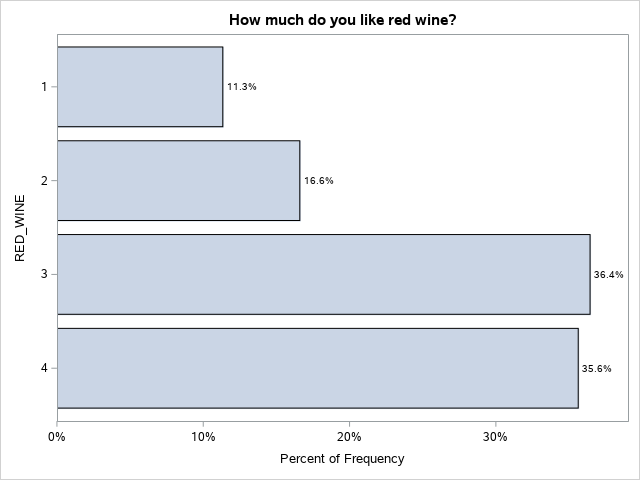 How much do you like red wine?
RED_WINE
1
11.3%
2
16.6%
3
36.4%
4
35.6%
0% 10% 20% 30%
Percent of Frequency